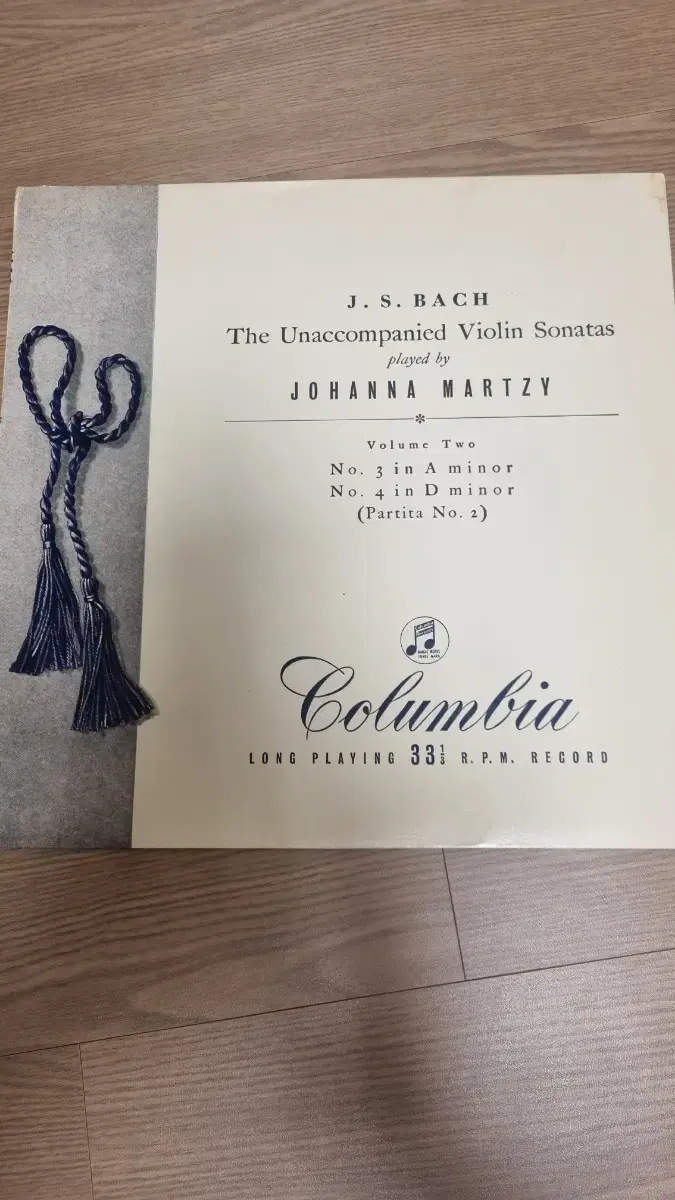 J. S. BACH
The Unaccompanied Violin Sonatas
played by
JOHANNA MARTZY
Volume Two
No. 3 in A minor
No. 4 in D minor
(Partita No. 2)
Columbia
LONG PLAYING 33⅓ R.P.M. RECORD